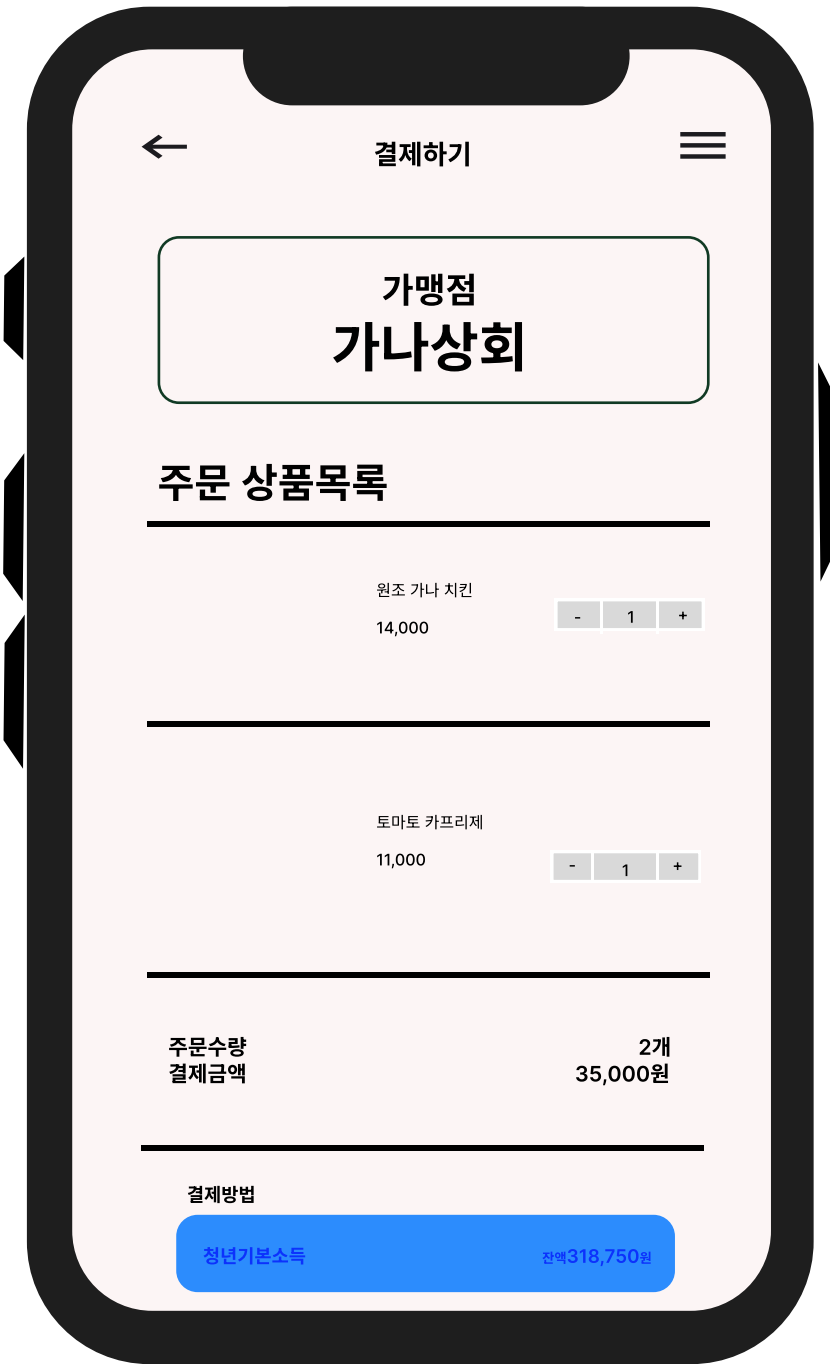 결제하기
가맹점
가나상회
주문 상품목록
원조 가나 치킨
14,000
- 1 +
토마토 카프리제
11,000
- 1 +
주문수량 2개
결제금액 35,000원
결제방법
청년기본소득 잔액318,750원